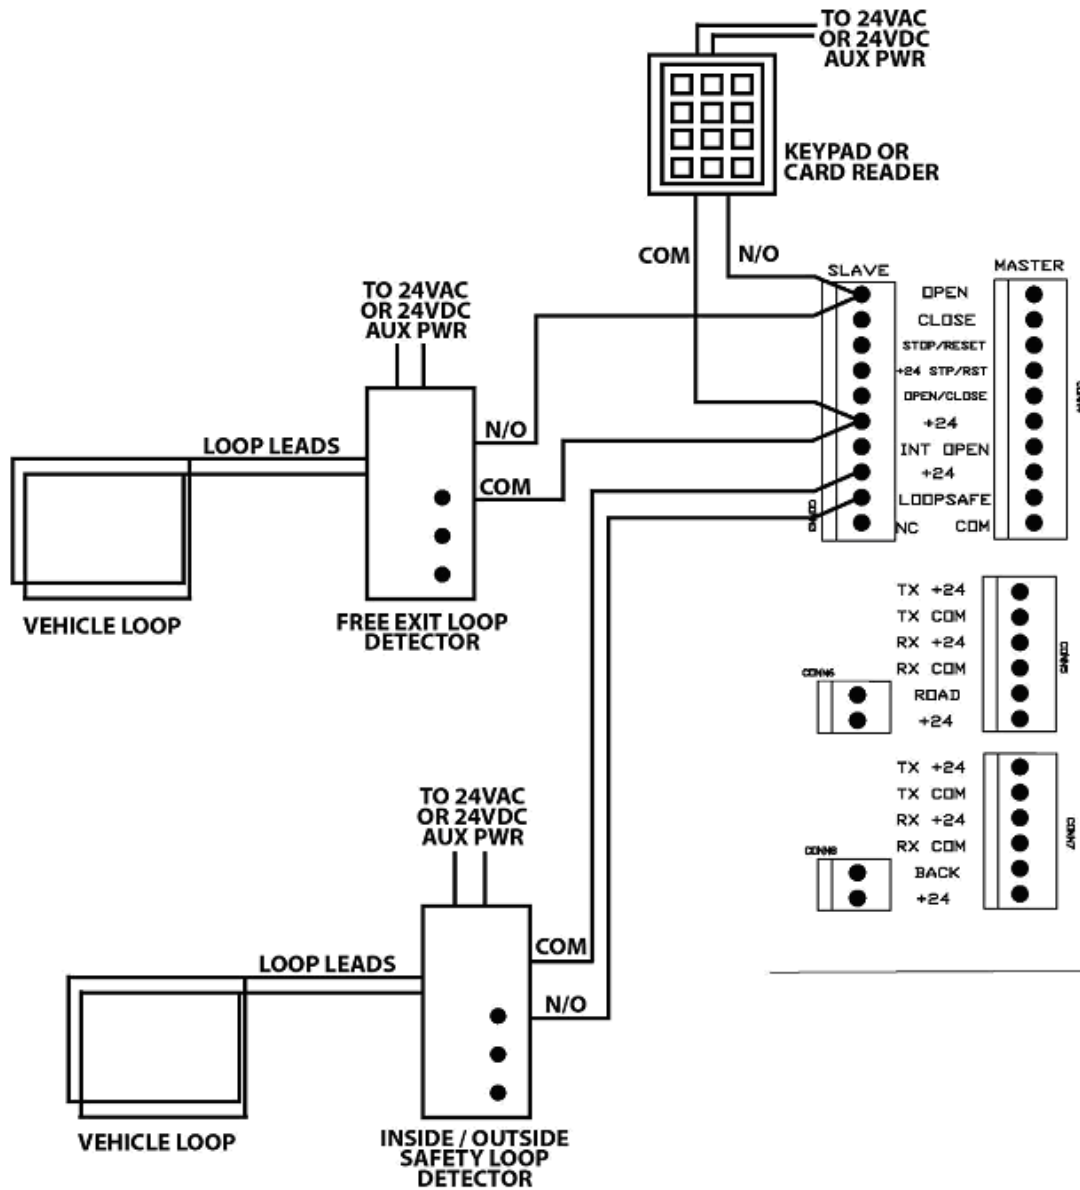 TO 24VAC
OR 24VDC
AUX PWR
KEYPAD OR
CARD READER
COM
N/O
SLAVE
MASTER
OPEN
CLOSE
STOP/RESET
+24 STP/RST
OPEN/CLOSE
+24
INT OPEN
+24
LOOPSAFE
NC
COM
TO 24VAC
OR 24VDC
AUX PWR
N/O
LOOP LEADS
COM
VEHICLE LOOP
FREE EXIT LOOP
DETECTOR
TX +24
TX COM
RX +24
RX COM
ROAD
+24
CONN6
CONN5
TX +24
TX COM
RX +24
RX COM
BACK
+24
CONN8
CONN7
TO 24VAC
OR 24VDC
AUX PWR
COM
LOOP LEADS
N/O
VEHICLE LOOP
INSIDE / OUTSIDE
SAFETY LOOP
DETECTOR